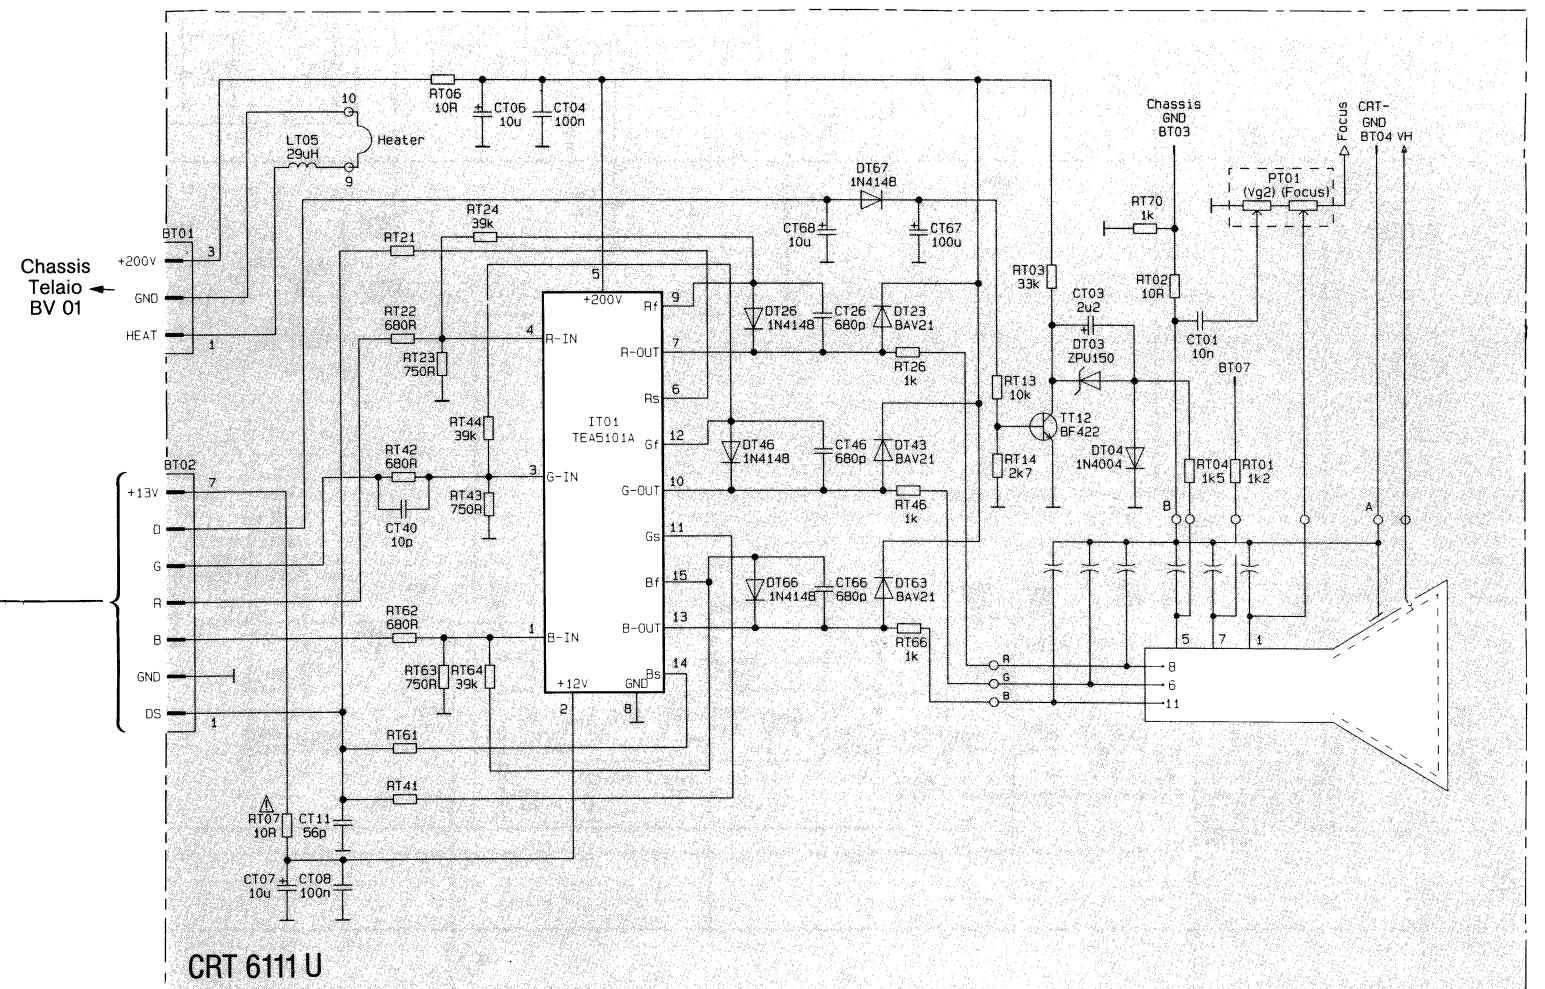 10
RT06
10R
CT06
10u
CT04
100n
LT05
29uH
Heater
9
Chassis
GND
BT03
Focus
CRT-
GND
BT04
VH
DT67
1N4148
PT01
(Vg2) (Focus)
RT24
39k
RT21
CT68
10u
CT67
100u
RT70
1k
BT01
Chassis
Telaio
BV 01
+200V
3
GND
HEAT
1
5
+200V
RT03
33k
RT02
10R
CT03
2u2
CT01
10n
RT22
680R
RT23
750R
4
R-IN
Rf
9
DT26
1N4148
CT26
680p
DT23
BAV21
R-OUT
7
RT26
1k
DT03
ZPU150
BT07
Rs
6
RT13
10k
IT01
TEA5101A
RT44
39k
Gf
12
DT46
1N4148
CT46
680p
DT43
BAV21
TT12
BF422
RT14
2k7
DT04
1N4004
RT04
1k5
RT01
1k2
BT02
RT42
680R
3
G-IN
RT43
750R
CT40
10p
G-OUT
10
RT46
1k
+13V
7
D
G
R
B
GND
DS
1
Gs
11
B
A
Bf
15
DT66
1N4148
CT66
680p
DT63
BAV21
RT62
680R
1
B-IN
B-OUT
13
RT66
1k
RT63
750R
RT64
39k
Bs
14
+12V
GND
2
8
5
7
1
R
8
G
6
B
11
RT61
RT41
RT07
10R
CT11
56p
CT07
10u
CT08
100n
CRT 6111 U